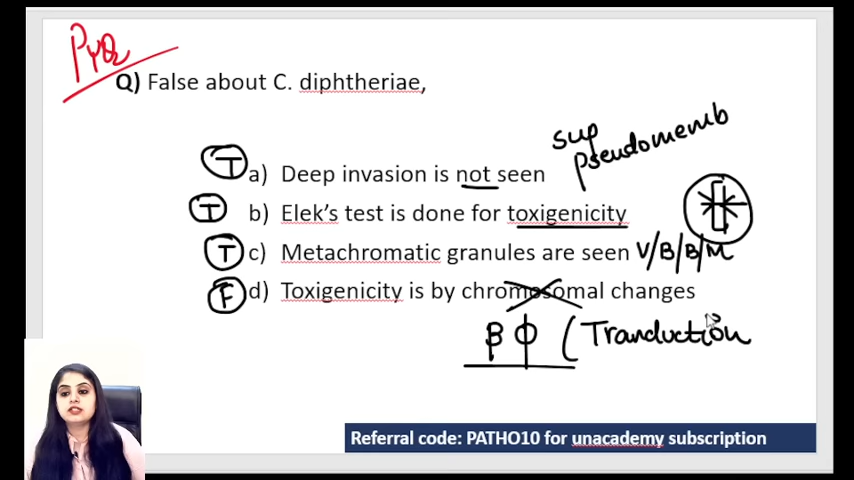 PYQ
Q) False about C. diphtheriae,
sup
pseudomemb
T a) Deep invasion is not seen
T b) Elek's test is done for toxigenicity
T c) Metachromatic granules are seen V/B/B/M
F d) Toxigenicity is by chromosomal changes
β Φ ( Tranduction
Referral code: PATHO10 for unacademy subscription